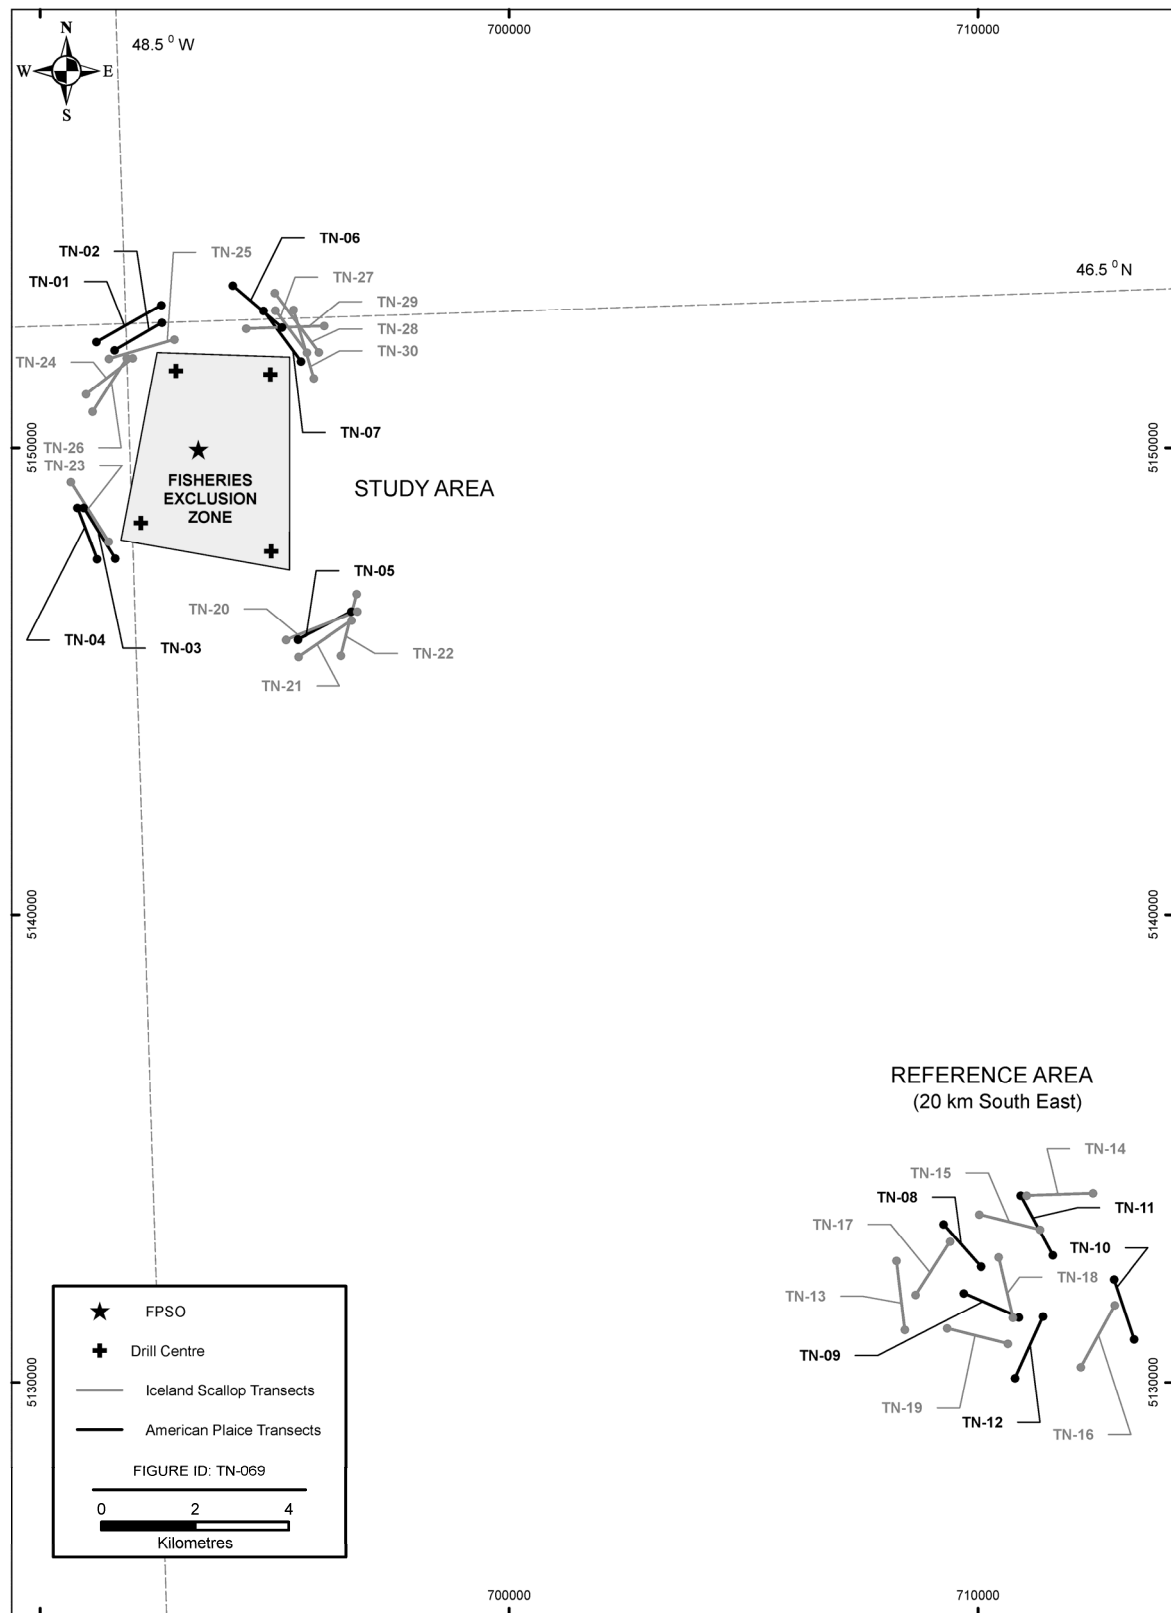 700000
710000
48.5 ⁰ W
N
W
E
S
46.5 ⁰ N
TN-02
TN-25
TN-01
TN-06
TN-27
TN-29
TN-28
TN-30
TN-24
TN-07
TN-26
TN-23
5150000
5150000
FISHERIES
EXCLUSION
ZONE
STUDY AREA
TN-05
TN-20
TN-04
TN-03
TN-22
TN-21
5140000
5140000
REFERENCE AREA
(20 km South East)
TN-14
TN-15
TN-08
TN-11
TN-17
TN-10
TN-18
TN-13
TN-09
TN-19
TN-12
TN-16
5130000
5130000
FPSO
Drill Centre
Iceland Scallop Transects
American Plaice Transects
FIGURE ID: TN-069
0 2 4
Kilometres
700000
710000